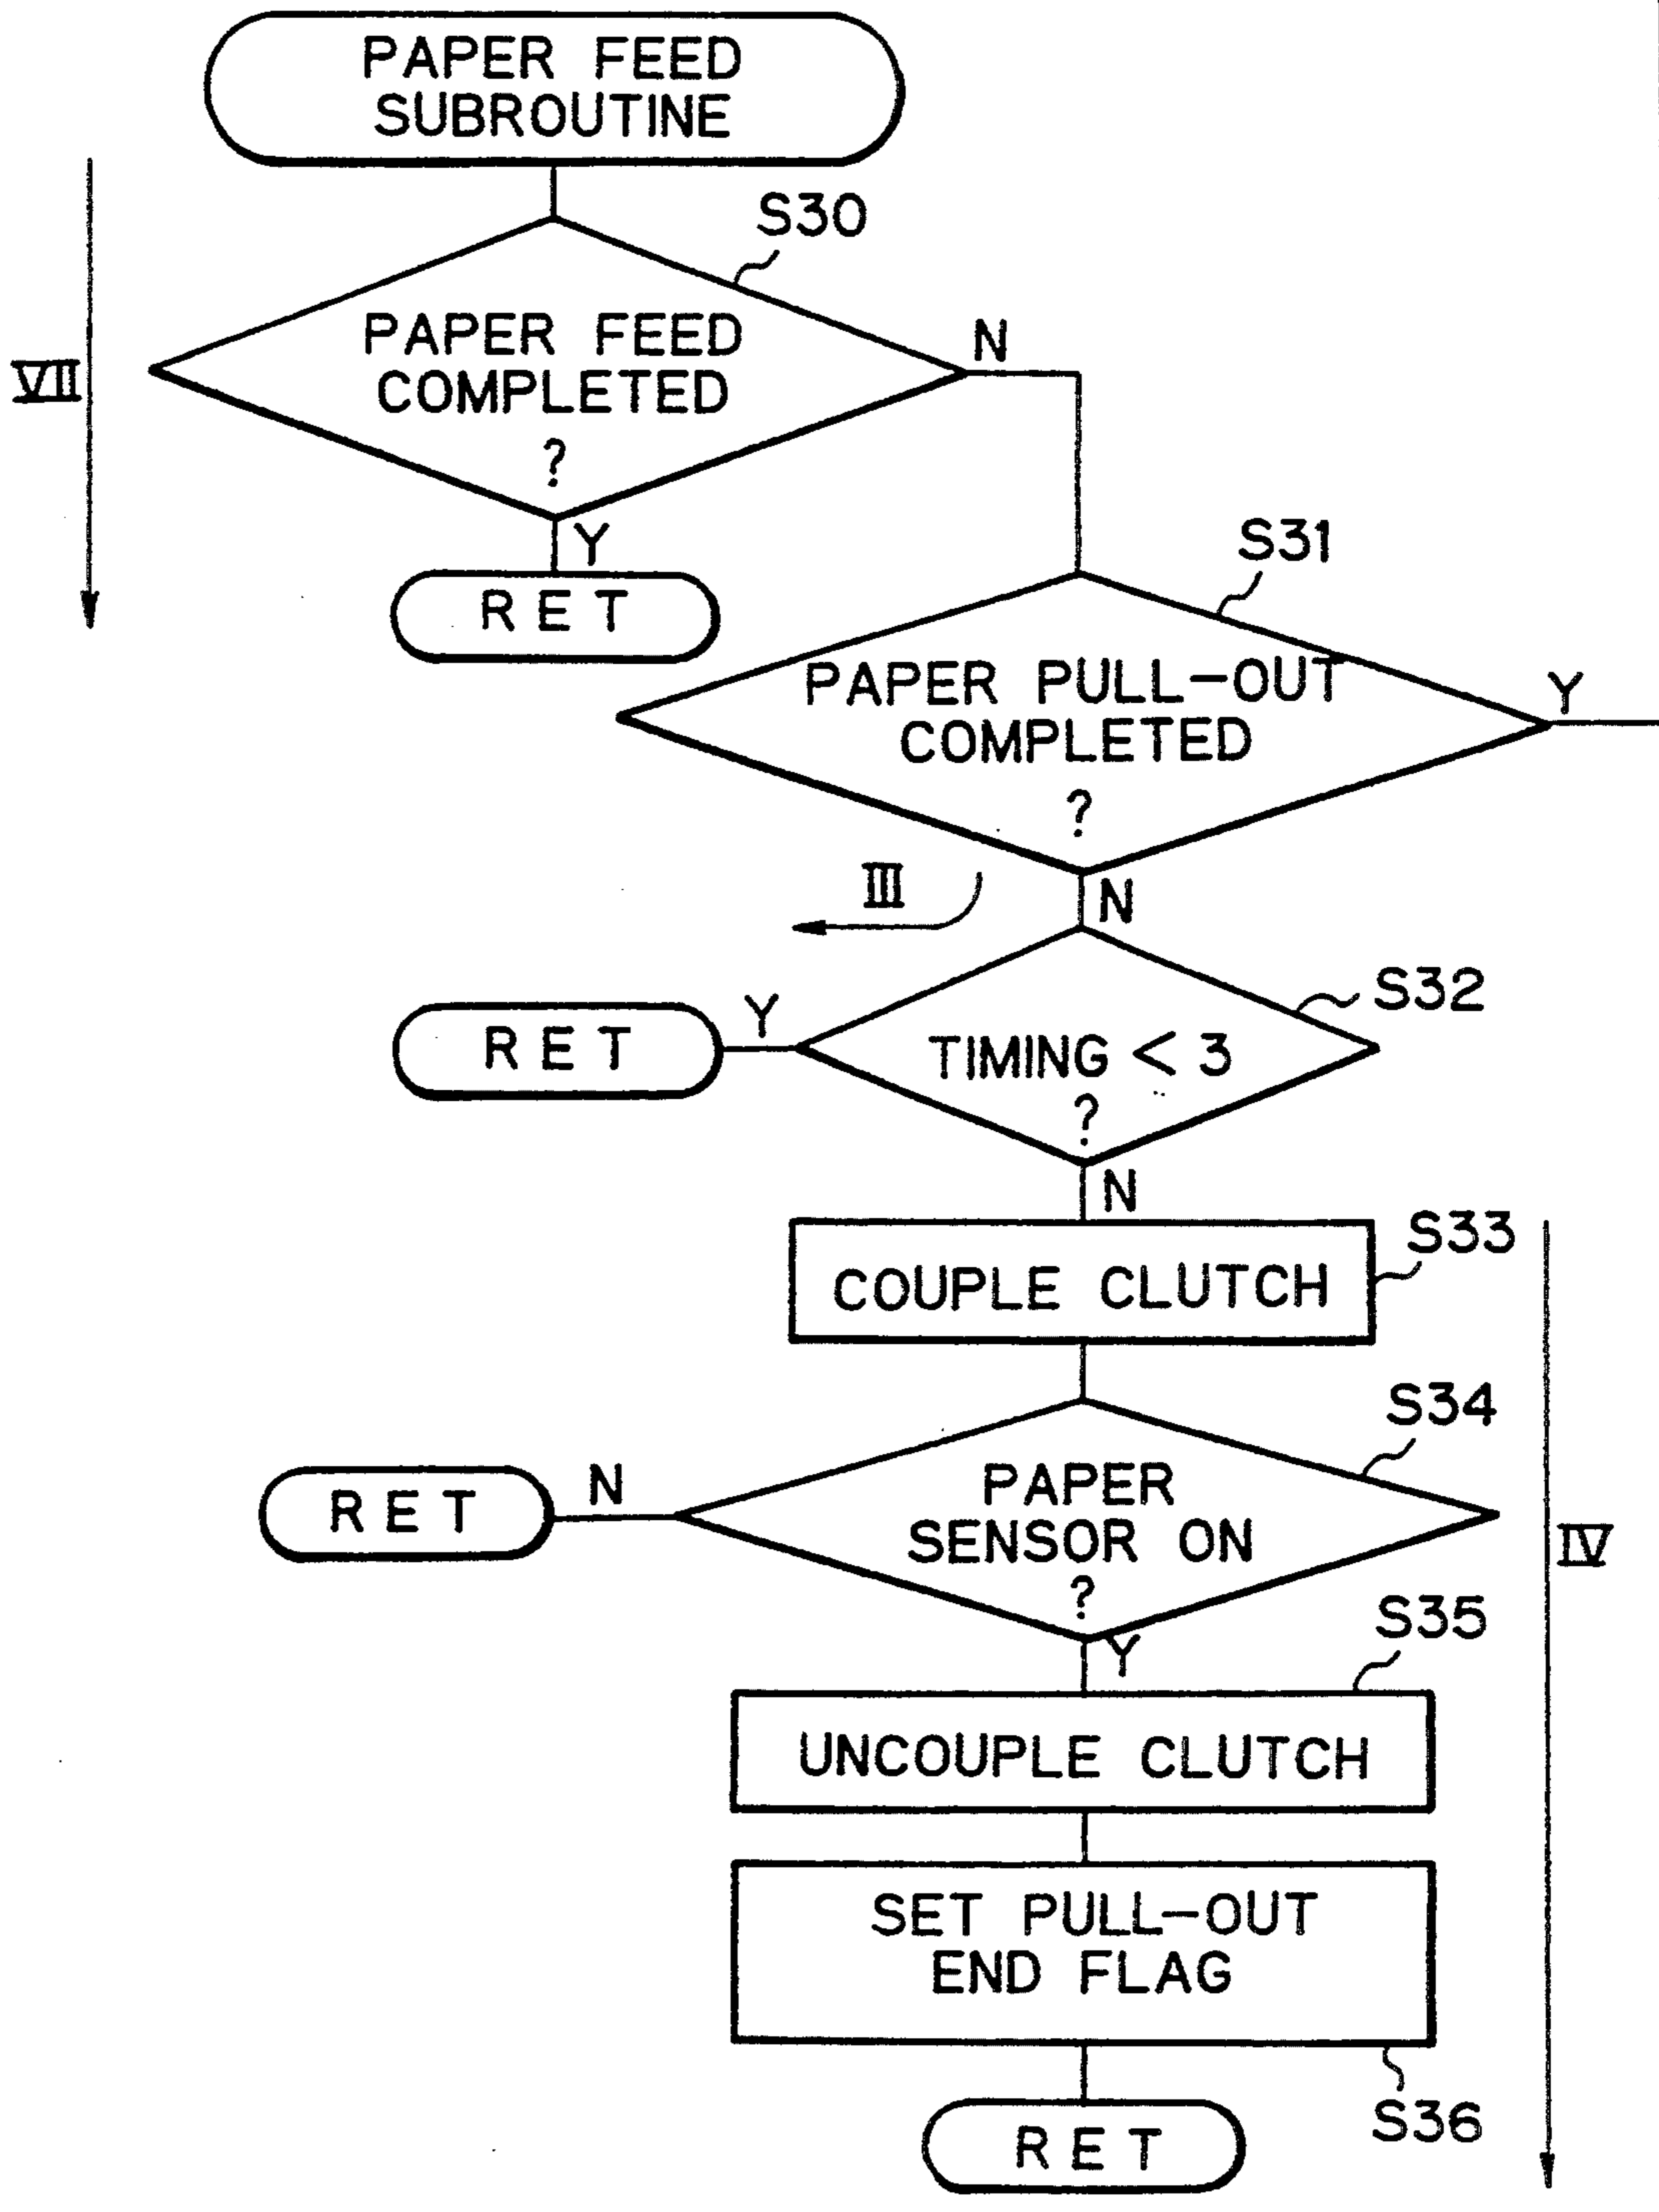 PAPER FEED
SUBROUTINE
S30
PAPER FEED
COMPLETED
?
N
VII
Y
RET
S31
PAPER PULL-OUT
COMPLETED
?
Y
III
N
S32
TIMING < 3
?
Y
RET
N
S33
COUPLE CLUTCH
S34
PAPER
SENSOR ON
?
N
RET
IV
Y
S35
UNCOUPLE CLUTCH
SET PULL-OUT
END FLAG
S36
RET